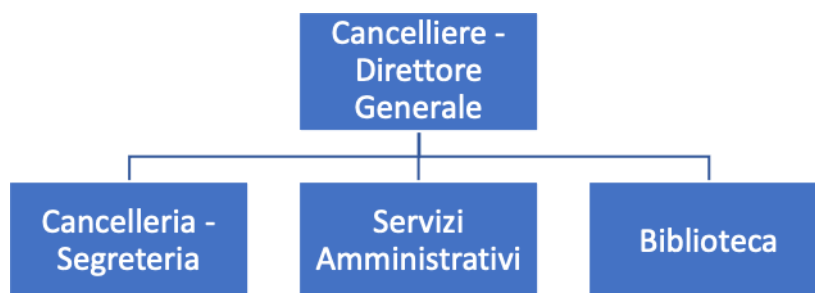 Cancelliere -
Direttore
Generale
Cancelleria -
Segreteria
Servizi
Amministrativi
Biblioteca